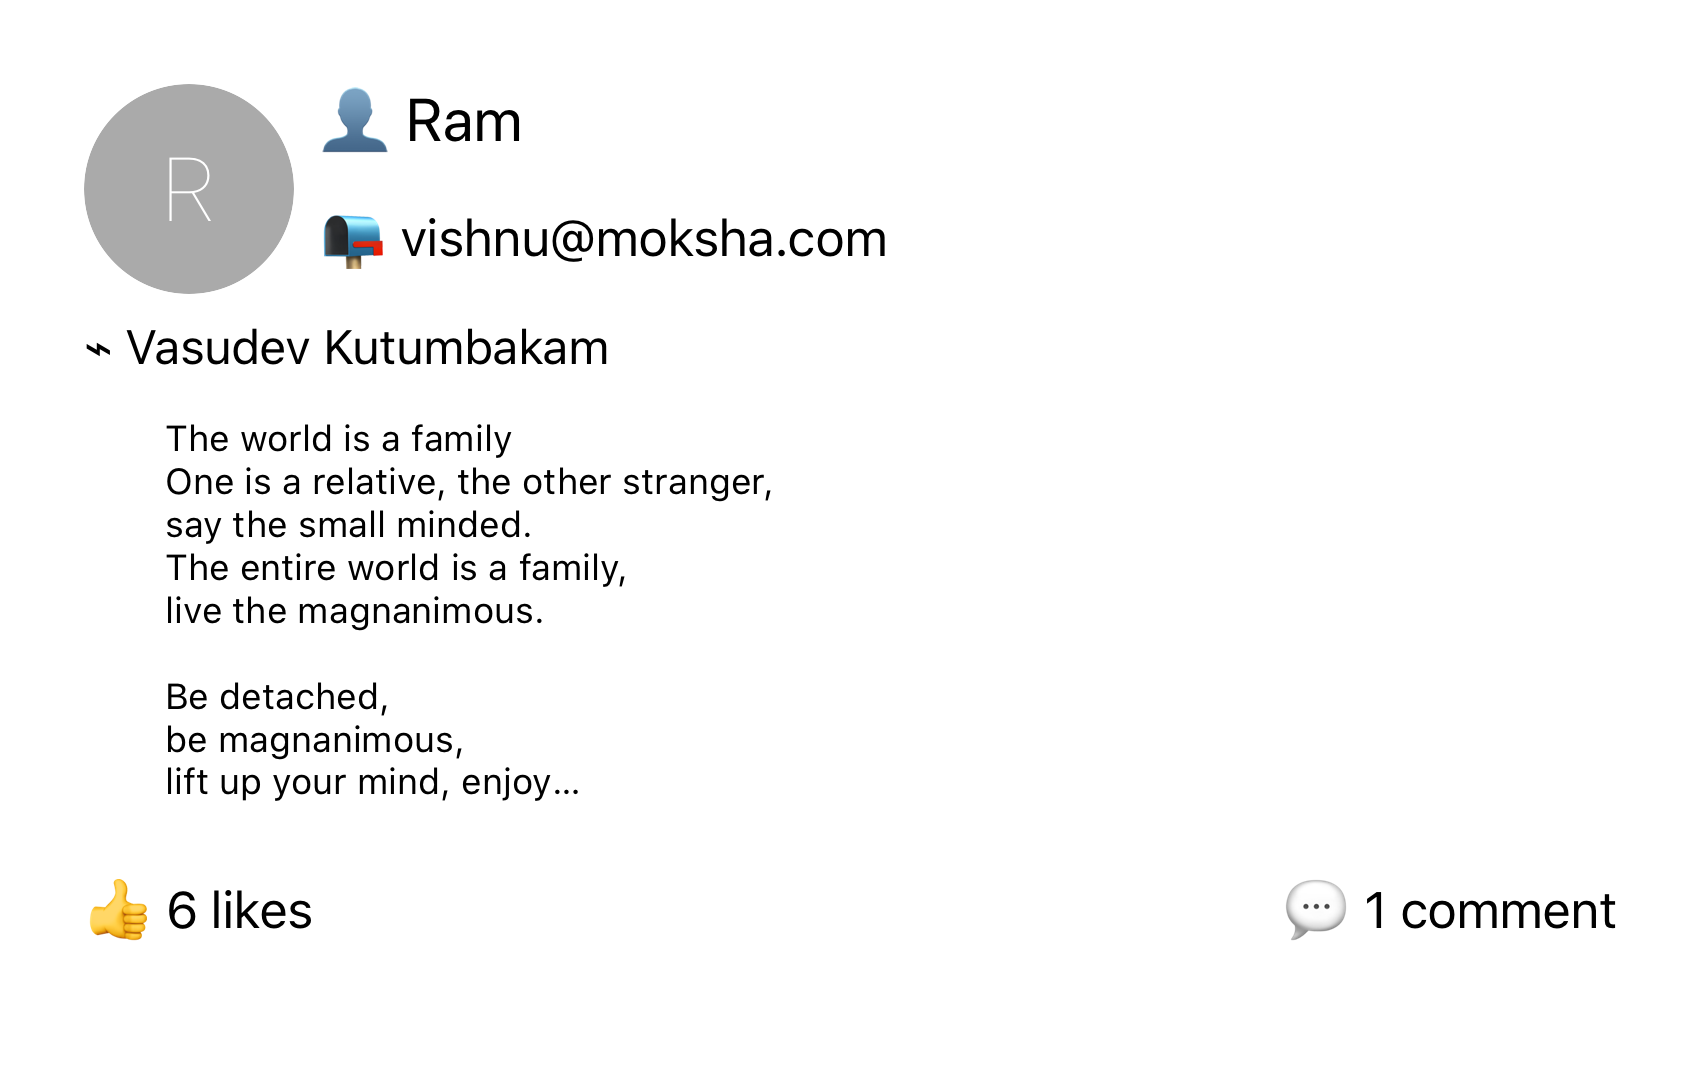 R
Ram
vishnu@moksha.com
⌁ Vasudev Kutumbakam
The world is a family
One is a relative, the other stranger,
say the small minded.
The entire world is a family,
live the magnanimous.
Be detached,
be magnanimous,
lift up your mind, enjoy...
6 likes
1 comment